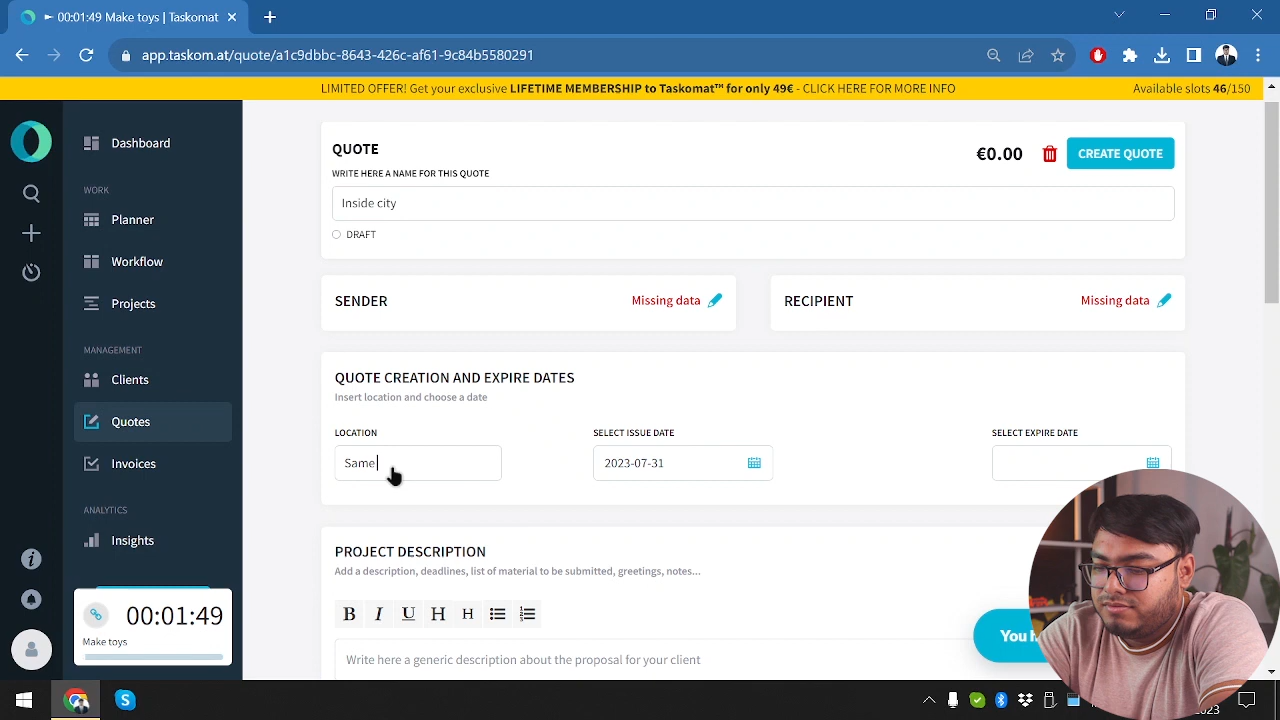 ► 00:01:49 | Taskomat
app.taskom.at/quote/a1c9dbbc-8643-426c-af61-9c84b5580291
LIMITED OFFER! Get your exclusive LIFETIME MEMBERSHIP to Taskomat™ for only 49€ - CLICK HERE FOR MORE INFO
Available slots 46/150
Dashboard
WORK
Planner
Workflow
Projects
MANAGEMENT
Clients
Quotes
Invoices
ANALYTICS
Insights
00:01:49
Make toys
QUOTE
€0.00
CREATE QUOTE
WRITE HERE A NAME FOR THIS QUOTE
Inside city
DRAFT
SENDER
Missing data
RECIPIENT
Missing data
QUOTE CREATION AND EXPIRE DATES
Insert location and choose a date
LOCATION
SELECT ISSUE DATE
SELECT EXPIRE DATE
Same
2023-07-31
PROJECT DESCRIPTION
Add a description, deadlines, list of material to be submitted, greetings, notes...
B I U H H
Write here a generic description about the proposal for your client
You